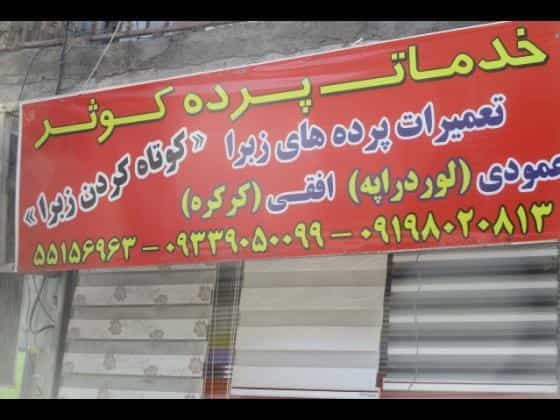 خدمات پرده کوثر
تعمیرات پرده های زبرا «کوتاه کردن زبرا»
عمودی (لوردراپه) افقی (کرکره)
۰۹۱۹۸۰۲۰۸۱۳ - ۰۹۳۳۹۰۵۰۰۹۹ - ۵۵۱۵۶۹۶۳